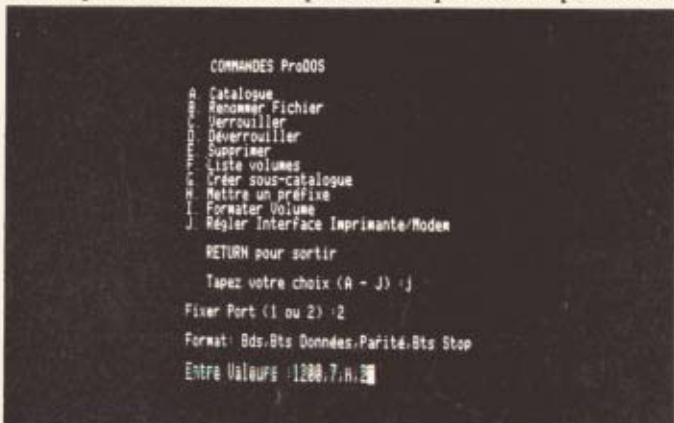 COMMANDES ProDOS
A. Catalogue
B. Renommer Fichier
C. Verrouiller
D. Déverrouiller
E. Supprimer
F. Liste volumes
G. Créer sous-catalogue
H. Mettre un préfixe
I. Formater Volume
J. Régler Interface Imprimante/Modem
RETURN pour sortir
Tapez votre choix (A - J) :j
Fixer Port (1 ou 2) :2
Format: Bds,Bts Données,Parité,Bts Stop
Entre Valeurs :1200,7,n,2